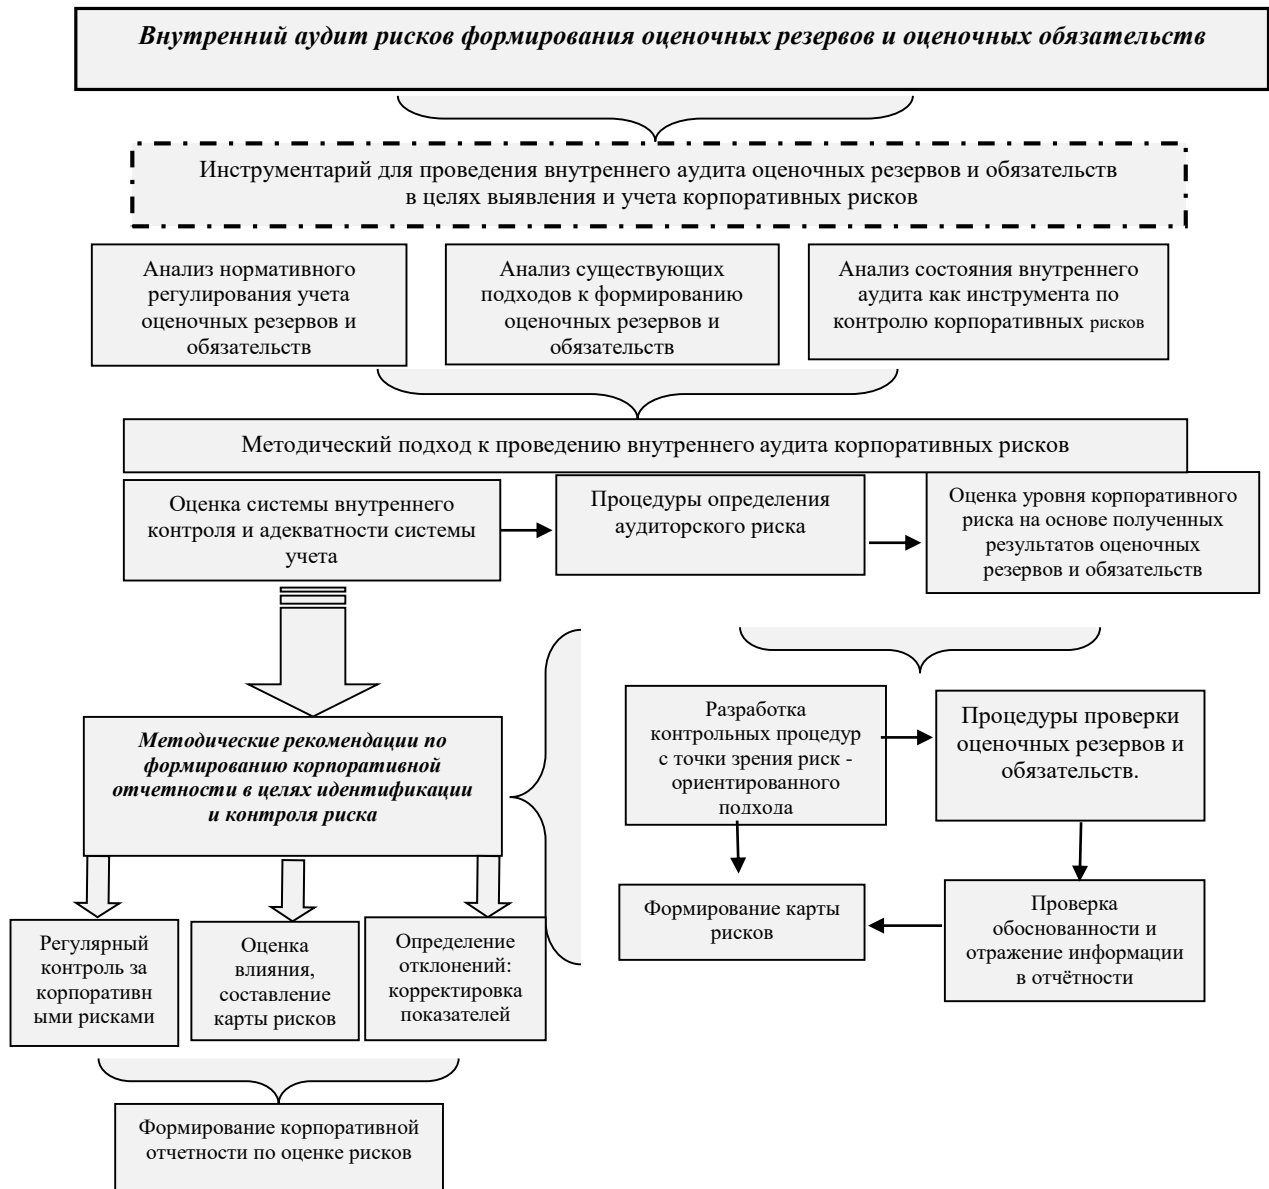 Внутренний аудит рисков формирования оценочных резервов и оценочных обязательств
Инструментарий для проведения внутреннего аудита оценочных резервов и обязательств
в целях выявления и учета корпоративных рисков
Анализ нормативного
регулирования учета
оценочных резервов и
обязательств
Анализ существующих
подходов к формированию
оценочных резервов и
обязательств
Анализ состояния внутреннего
аудита как инструмента по
контролю корпоративных рисков
Методический подход к проведению внутреннего аудита корпоративных рисков
Оценка системы внутреннего
контроля и адекватности системы
учета
Процедуры определения
аудиторского риска
Оценка уровня корпоративного
риска на основе полученных
результатов оценочных
резервов и обязательств
Методические рекомендации по
формированию корпоративной
отчетности в целях идентификации
и контроля риска
Разработка
контрольных процедур
с точки зрения риск -
ориентированного
подхода
Процедуры проверки
оценочных резервов и
обязательств.
Формирование карты
рисков
Проверка
обоснованности и
отражение информации
в отчётности
Регулярный
контроль за
корпоративн
ыми рисками
Оценка
влияния,
составление
карты рисков
Определение
отклонений:
корректировка
показателей
Формирование корпоративной
отчетности по оценке рисков